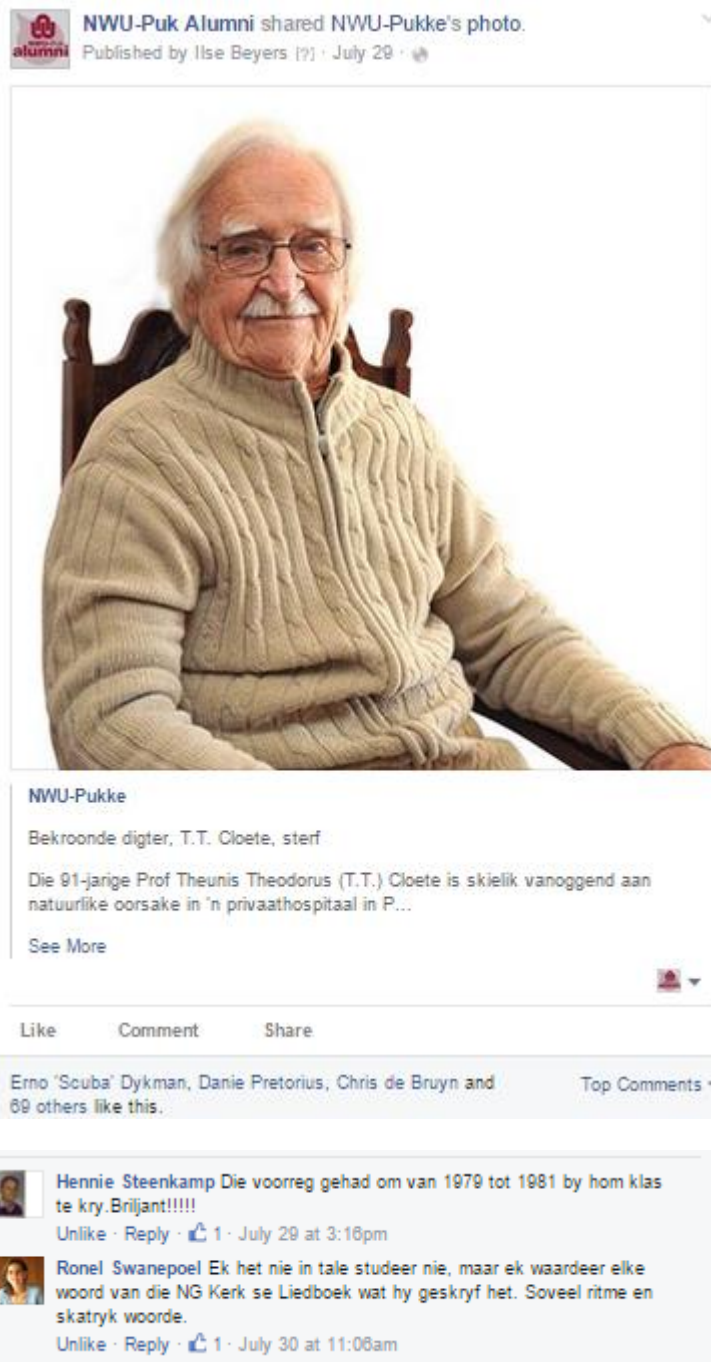 NWU-Puk Alumni shared NWU-Pukke's photo.
Published by Ilse Beyers [?] · July 29 ·
alumni
NWU-Pukke
Bekroonde digter, T.T. Cloete, sterf
Die 91-jarige Prof Theunis Theodorus (T.T.) Cloete is skielik vanoggend aan
natuurlike oorsake in 'n privaathospitaal in P...
See More
Like Comment Share
Erno 'Scuba' Dykman, Danie Pretorius, Chris de Bruyn and
69 others like this.
Top Comments
Hennie Steenkamp Die voorreg gehad om van 1979 tot 1981 by hom klas
te kry.Briljant!!!!!
Unlike · Reply · 1 · July 29 at 3:16pm
Ronel Swanepoel Ek het nie in tale studeer nie, maar ek waardeer elke
woord van die NG Kerk se Liedboek wat hy geskryf het. Soveel ritme en
skatryk woorde.
Unlike · Reply · 1 · July 30 at 11:06am